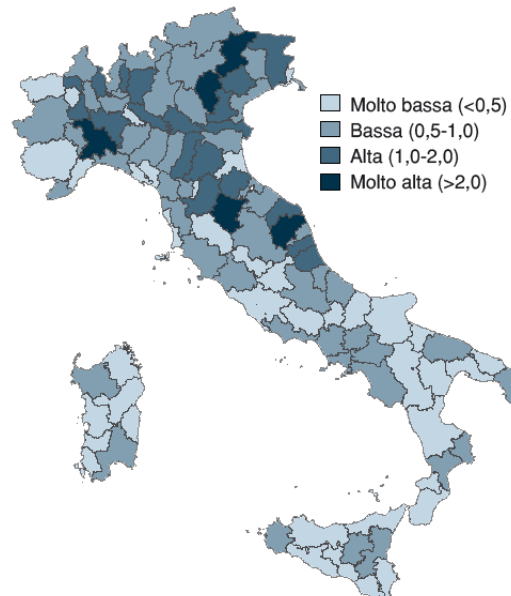 Molto bassa (<0,5)
Bassa (0,5-1,0)
Alta (1,0-2,0)
Molto alta (>2,0)